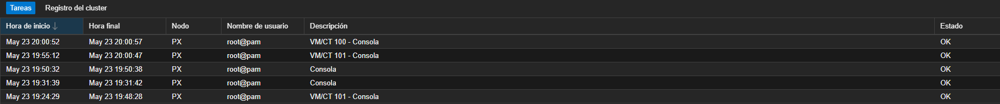 Tareas Registro del cluster
Hora de inicio Hora final Nodo Nombre de usuario Descripción Estado
May 23 20:00:52 May 23 20:00:57 PX root@pam VM/CT 100 - Consola OK
May 23 19:55:12 May 23 20:00:47 PX root@pam VM/CT 101 - Consola OK
May 23 19:50:32 May 23 19:50:38 PX root@pam Consola OK
May 23 19:31:39 May 23 19:31:42 PX root@pam Consola OK
May 23 19:24:29 May 23 19:48:28 PX root@pam VM/CT 101 - Consola OK